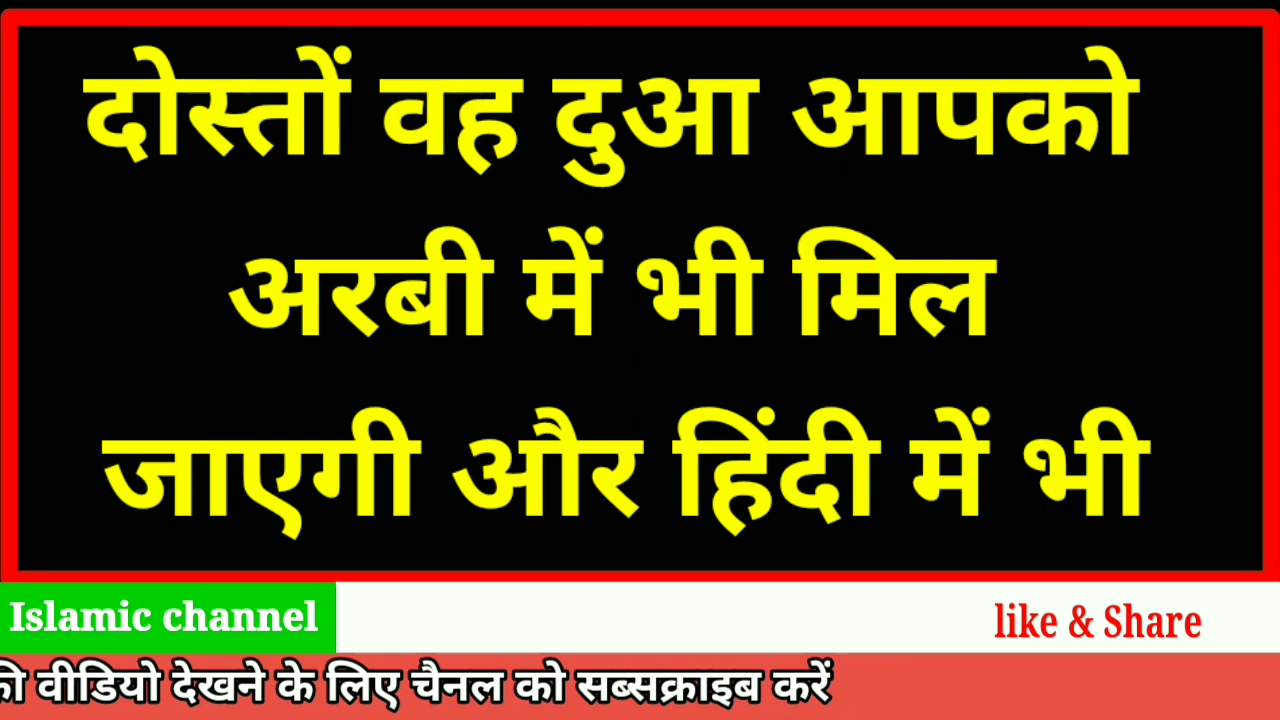 दोस्तों वह दुआ आपको
अरबी में भी मिल
जाएगी और हिंदी में भी
Islamic channel
like & Share
वीडियो देखने के लिए चैनल को सब्सक्राइब करें